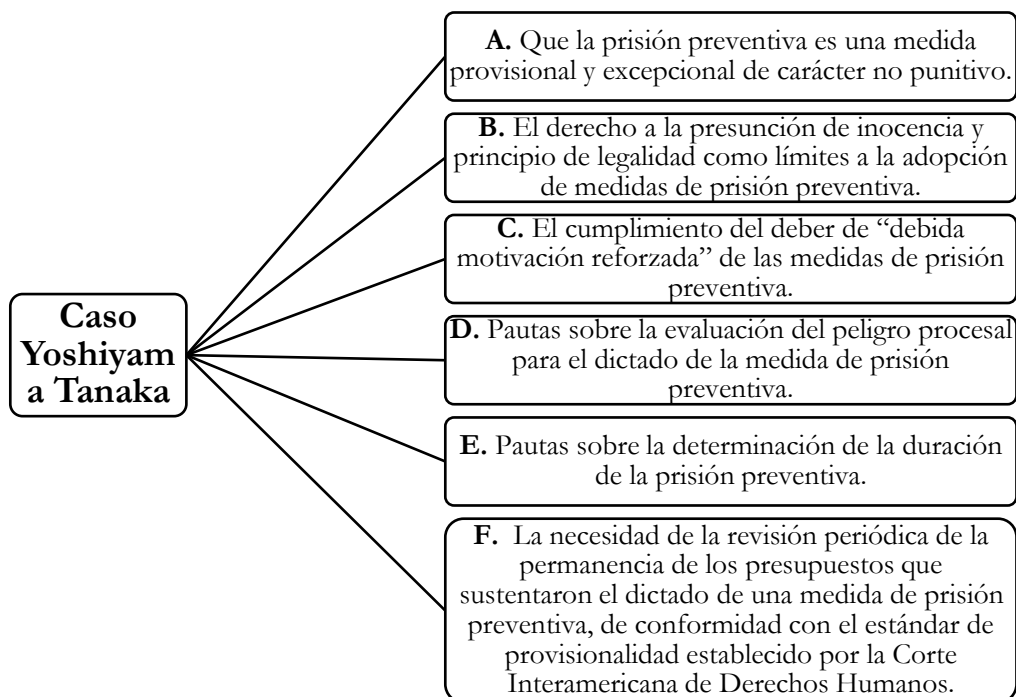 Caso
Yoshiyam
a Tanaka
A. Que la prisión preventiva es una medida
provisional y excepcional de carácter no punitivo.
B. El derecho a la presunción de inocencia y
principio de legalidad como límites a la adopción
de medidas de prisión preventiva.
C. El cumplimiento del deber de “debida
motivación reforzada” de las medidas de prisión
preventiva.
D. Pautas sobre la evaluación del peligro procesal
para el dictado de la medida de prisión
preventiva.
E. Pautas sobre la determinación de la duración
de la prisión preventiva.
F. La necesidad de la revisión periódica de la
permanencia de los presupuestos que
sustentaron el dictado de una medida de prisión
preventiva, de conformidad con el estándar de
provisionalidad establecido por la Corte
Interamericana de Derechos Humanos.